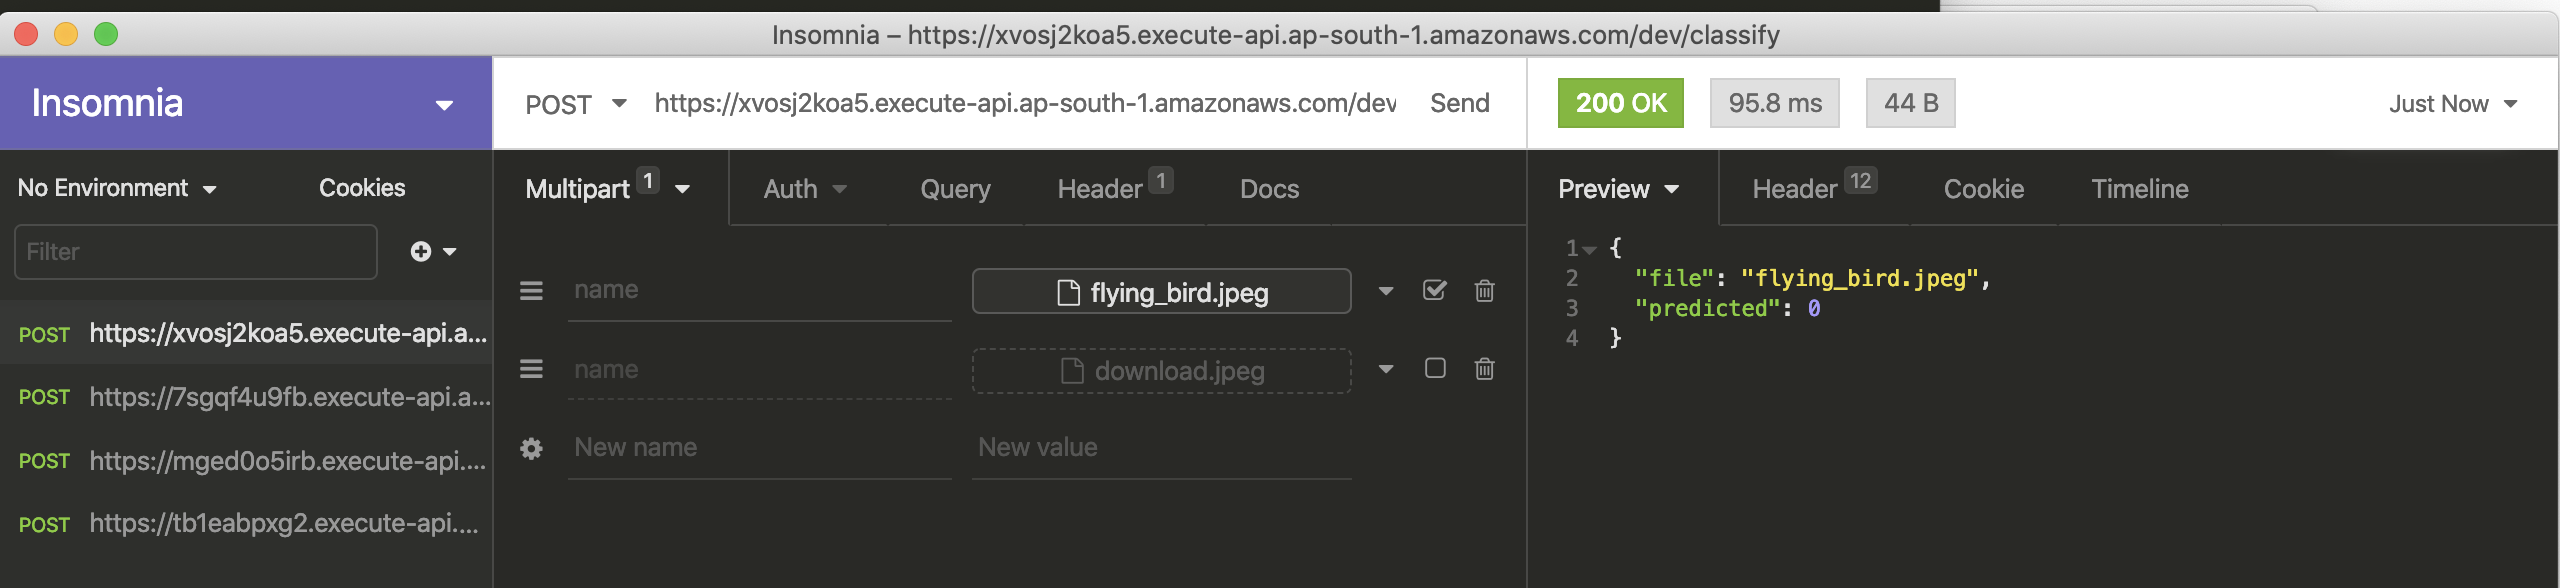 Insomnia – https://xvosj2koa5.execute-api.ap-south-1.amazonaws.com/dev/classify
Insomnia
POST https://xvosj2koa5.execute-api.ap-south-1.amazonaws.com/dev Send
200 OK 95.8 ms 44 B Just Now
No Environment Cookies
Multipart 1 Auth Query Header 1 Docs
Preview Header 12 Cookie Timeline
Filter
POST https://xvosj2koa5.execute-api.a...
POST https://7sgqf4u9fb.execute-api.a...
POST https://mged0o5irb.execute-api....
POST https://tb1eabpxg2.execute-api....
name flying_bird.jpeg
name download.jpeg
New name New value
1 {
2 "file": "flying_bird.jpeg",
3 "predicted": 0
4 }